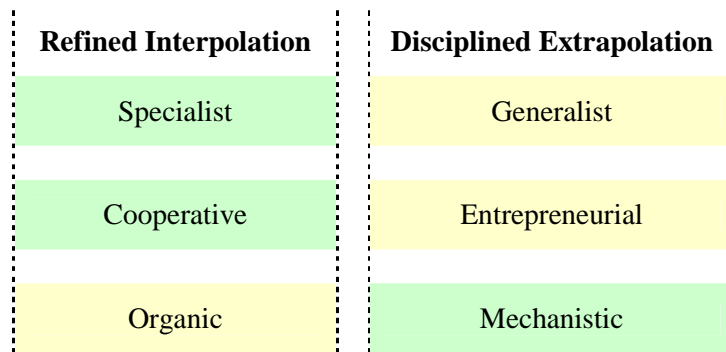 Refined Interpolation
Disciplined Extrapolation
Specialist
Generalist
Cooperative
Entrepreneurial
Organic
Mechanistic